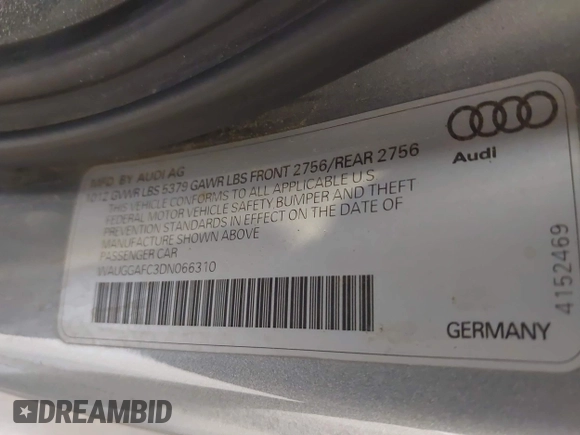 MFD. BY AUDI AG
1012 GVWR LBS 5379 GAWR LBS FRONT 2756/REAR 2756
THIS VEHICLE CONFORMS TO ALL APPLICABLE U S
FEDERAL MOTOR VEHICLE SAFETY BUMPER AND THEFT
PREVENTION STANDARDS IN EFFECT ON THE DATE OF
MANUFACTURE SHOWN ABOVE
PASSENGER CAR
WAUGGAFC3DN066310
Audi
4152469
GERMANY
DREAMBID